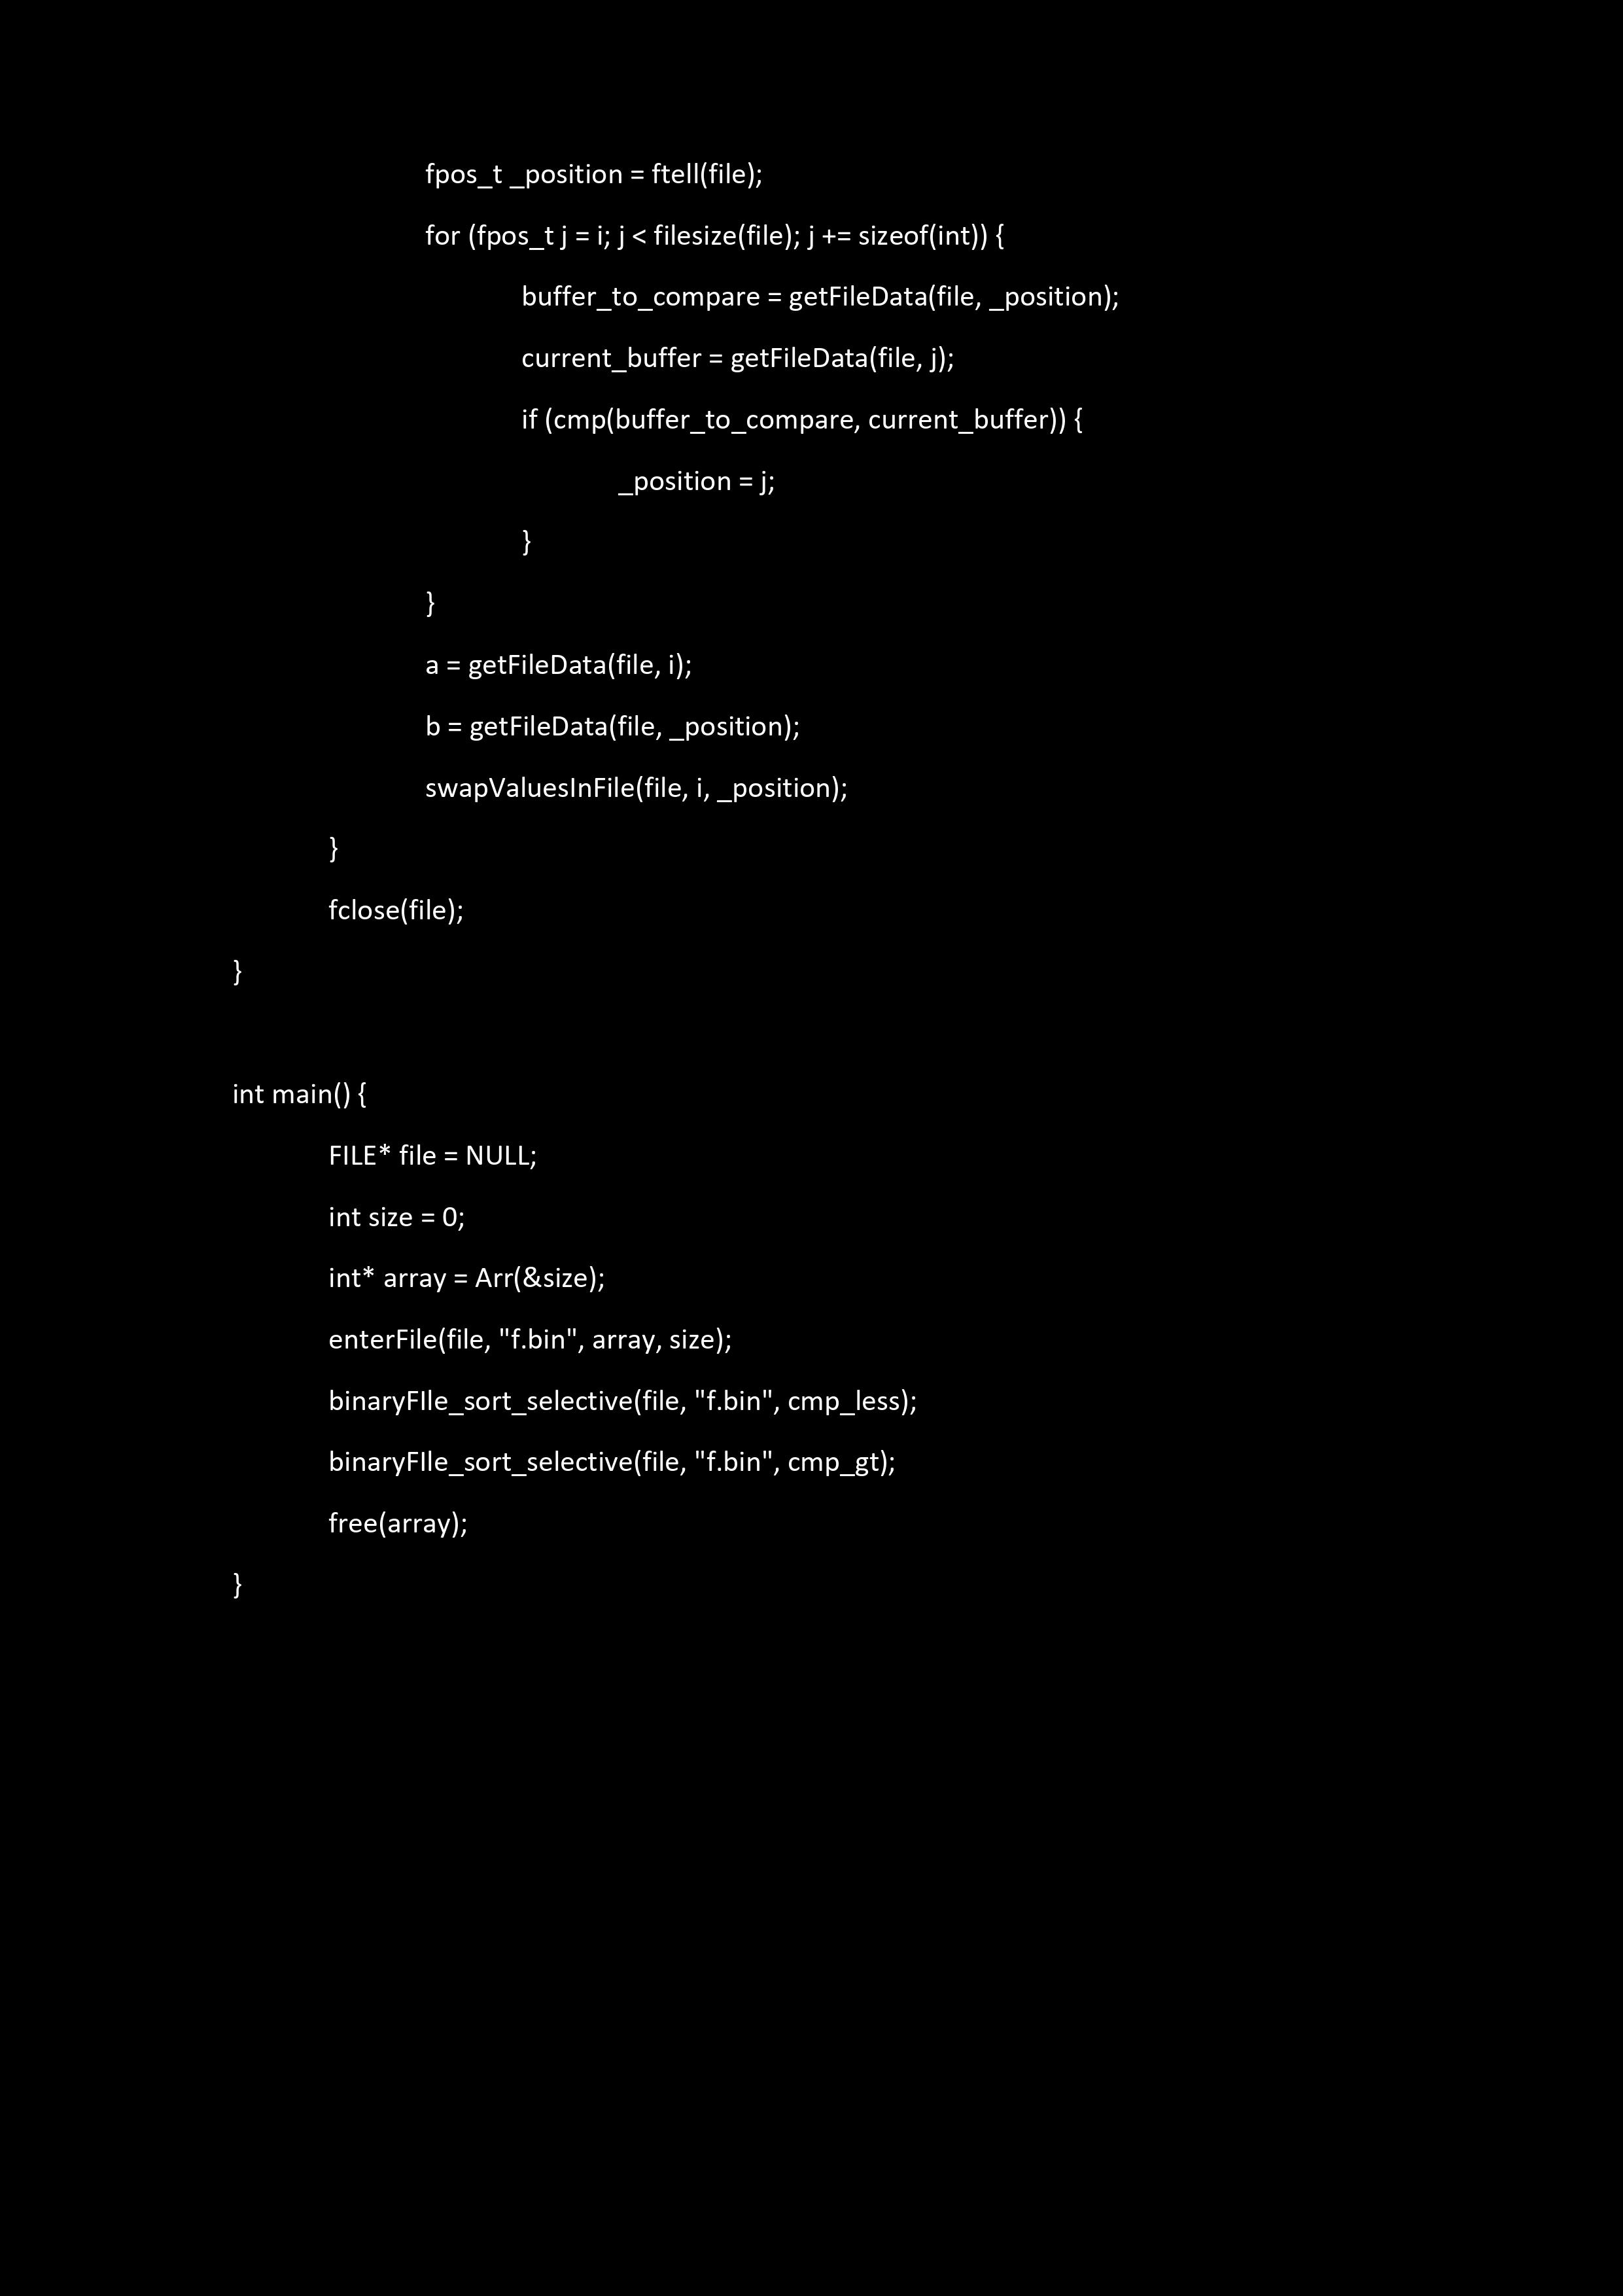 fpos_t _position = ftell(file);
for (fpos_t j = i; j < filesize(file); j += sizeof(int)) {
buffer_to_compare = getFileData(file, _position);
current_buffer = getFileData(file, j);
if (cmp(buffer_to_compare, current_buffer)) {
_position = j;
}
}
a = getFileData(file, i);
b = getFileData(file, _position);
swapValuesInFile(file, i, _position);
}
fclose(file);
}
int main() {
FILE* file = NULL;
int size = 0;
int* array = Arr(&size);
enterFile(file, "f.bin", array, size);
binaryFIle_sort_selective(file, "f.bin", cmp_less);
binaryFIle_sort_selective(file, "f.bin", cmp_gt);
free(array);
}